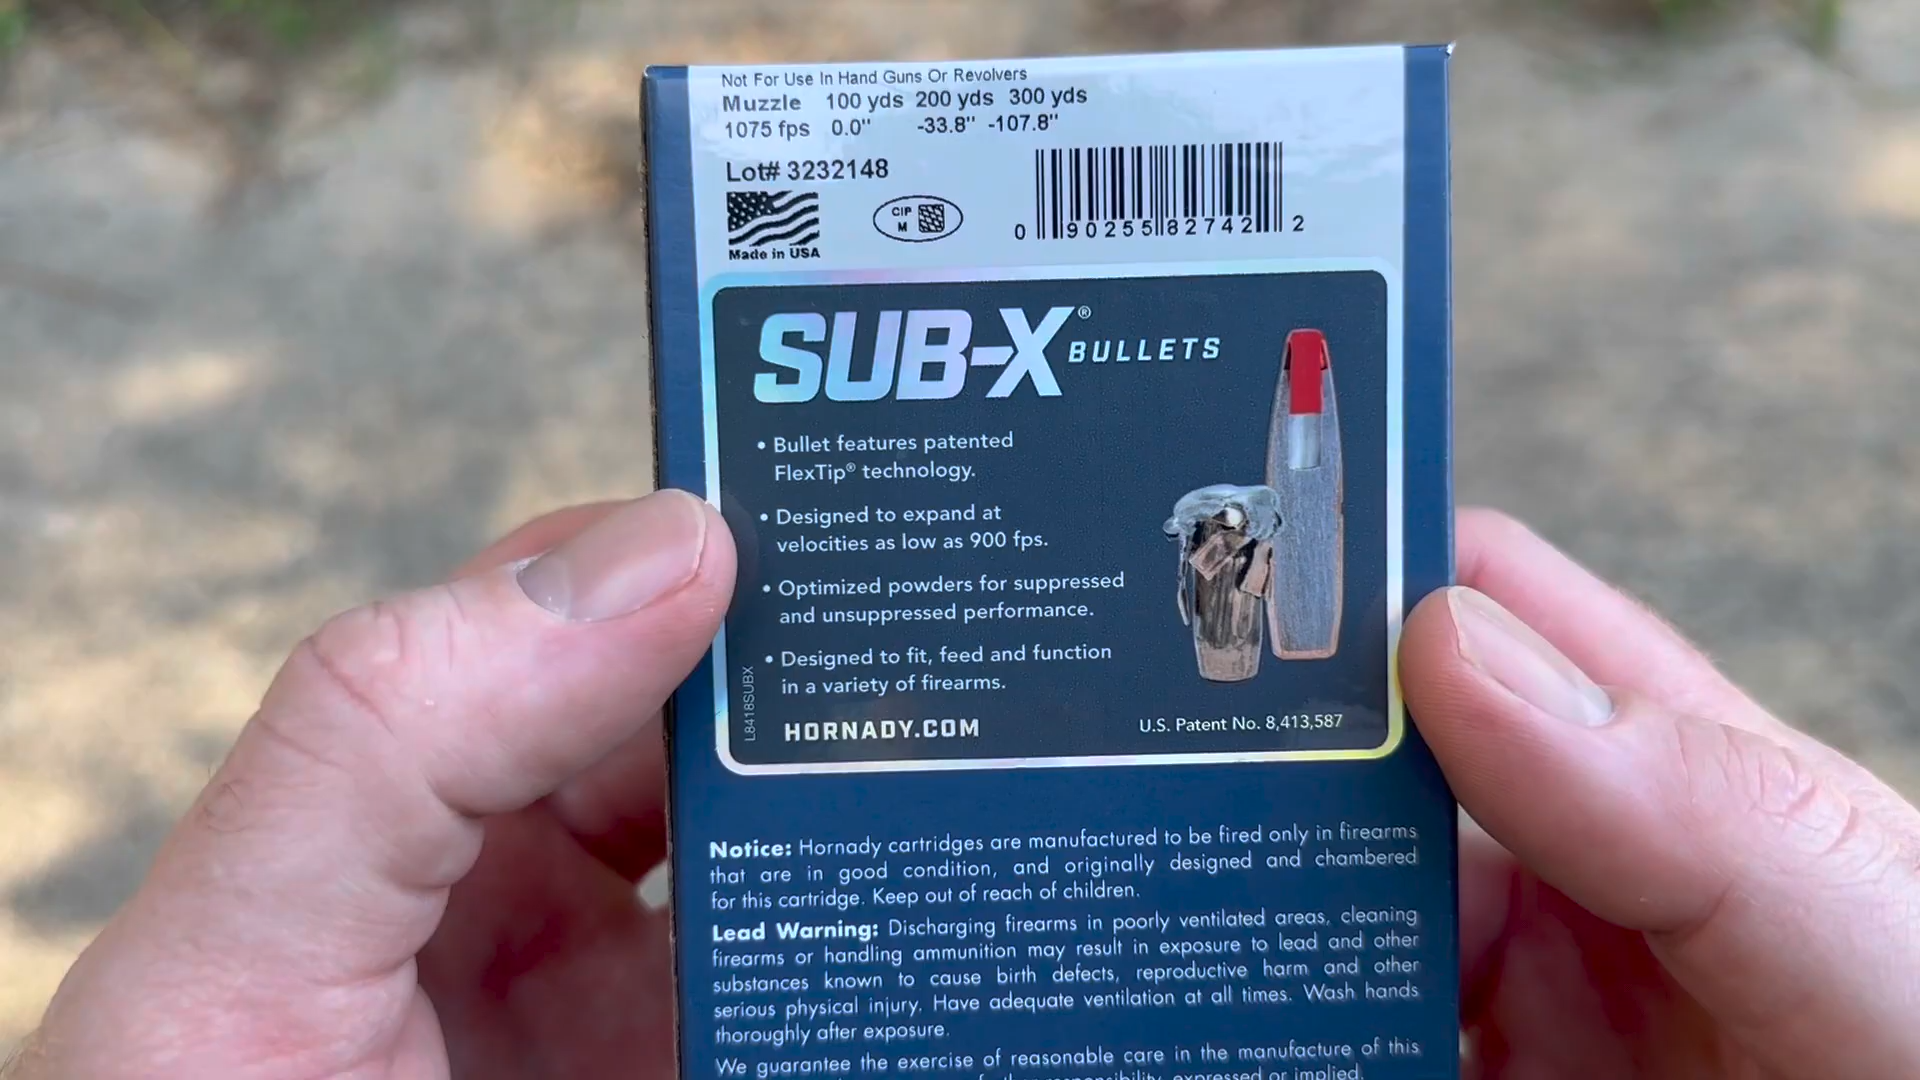 Not For Use In Hand Guns Or Revolvers
Muzzle 100 yds 200 yds 300 yds
1075 fps 0.0" -33.8" -107.8"
Lot# 3232148
Made in USA
CIP
M
0 90255 82742 2
SUB-X® BULLETS
• Bullet features patented
FlexTip® technology.
• Designed to expand at
velocities as low as 900 fps.
• Optimized powders for suppressed
and unsuppressed performance.
• Designed to fit, feed and function
in a variety of firearms.
L8418SUBX
HORNADY.COM
U.S. Patent No. 8,413,587
Notice: Hornady cartridges are manufactured to be fired only in firearms
that are in good condition, and originally designed and chambered
for this cartridge. Keep out of reach of children.
Lead Warning: Discharging firearms in poorly ventilated areas, cleaning
firearms or handling ammunition may result in exposure to lead and other
substances known to cause birth defects, reproductive harm and other
serious physical injury. Have adequate ventilation at all times. Wash hands
thoroughly after exposure.
We guarantee the exercise of reasonable care in the manufacture of this
responsibility, expressed or implied.